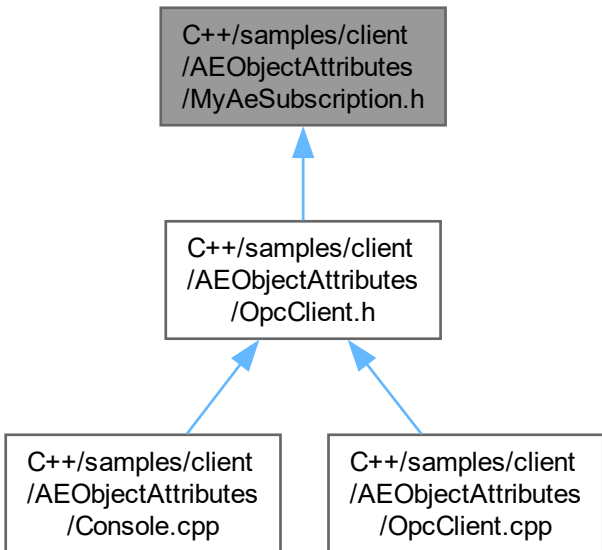 C++/samples/client
/AEObjectAttributes
/MyAeSubscription.h
C++/samples/client
/AEObjectAttributes
/OpcClient.h
C++/samples/client
/AEObjectAttributes
/Console.cpp
C++/samples/client
/AEObjectAttributes
/OpcClient.cpp